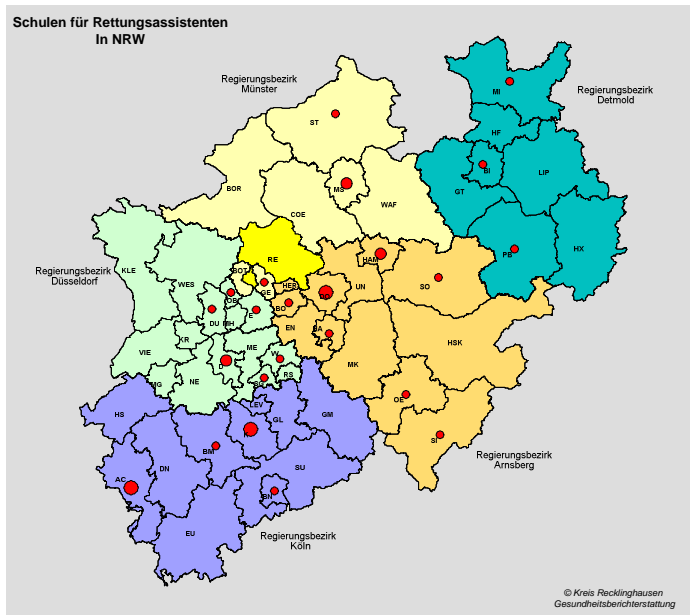 Schulen für Rettungsassistenten
In NRW
Regierungsbezirk
Münster
Regierungsbezirk
Detmold
MI
ST
HF
BI
LIP
GT
MS
BOR
WAF
COE
PB
HX
RE
HAM
Regierungsbezirk
Düsseldorf
KLE
BOT
WES
GE
HER
UN
SO
OB
BO
DU
MH
E
EN
HA
KR
ME
W
HSK
VIE
D
MK
MG
NE
SG
RS
OE
HS
LEV
GL
GM
K
SI
BM
Regierungsbezirk
Arnsberg
DN
SU
AC
BN
EU
Regierungsbezirk
Köln
© Kreis Recklinghausen
Gesundheitsberichterstattung